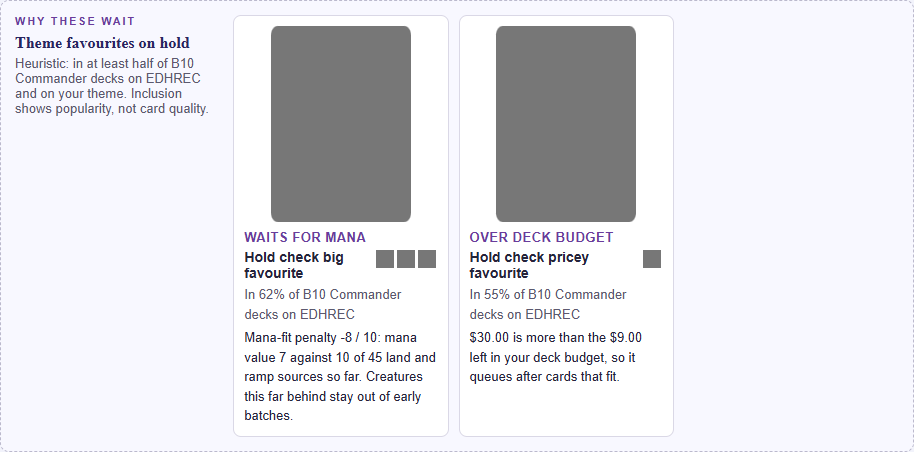 WHY THESE WAIT
Theme favourites on hold
Heuristic: in at least half of B10
Commander decks on EDHREC
and on your theme. Inclusion
shows popularity, not card quality.
WAITS FOR MANA
Hold check big
favourite
In 62% of B10 Commander
decks on EDHREC
Mana-fit penalty -8 / 10: mana
value 7 against 10 of 45 land and
ramp sources so far. Creatures
this far behind stay out of early
batches.
OVER DECK BUDGET
Hold check pricey
favourite
In 55% of B10 Commander
decks on EDHREC
$30.00 is more than the $9.00
left in your deck budget, so it
queues after cards that fit.